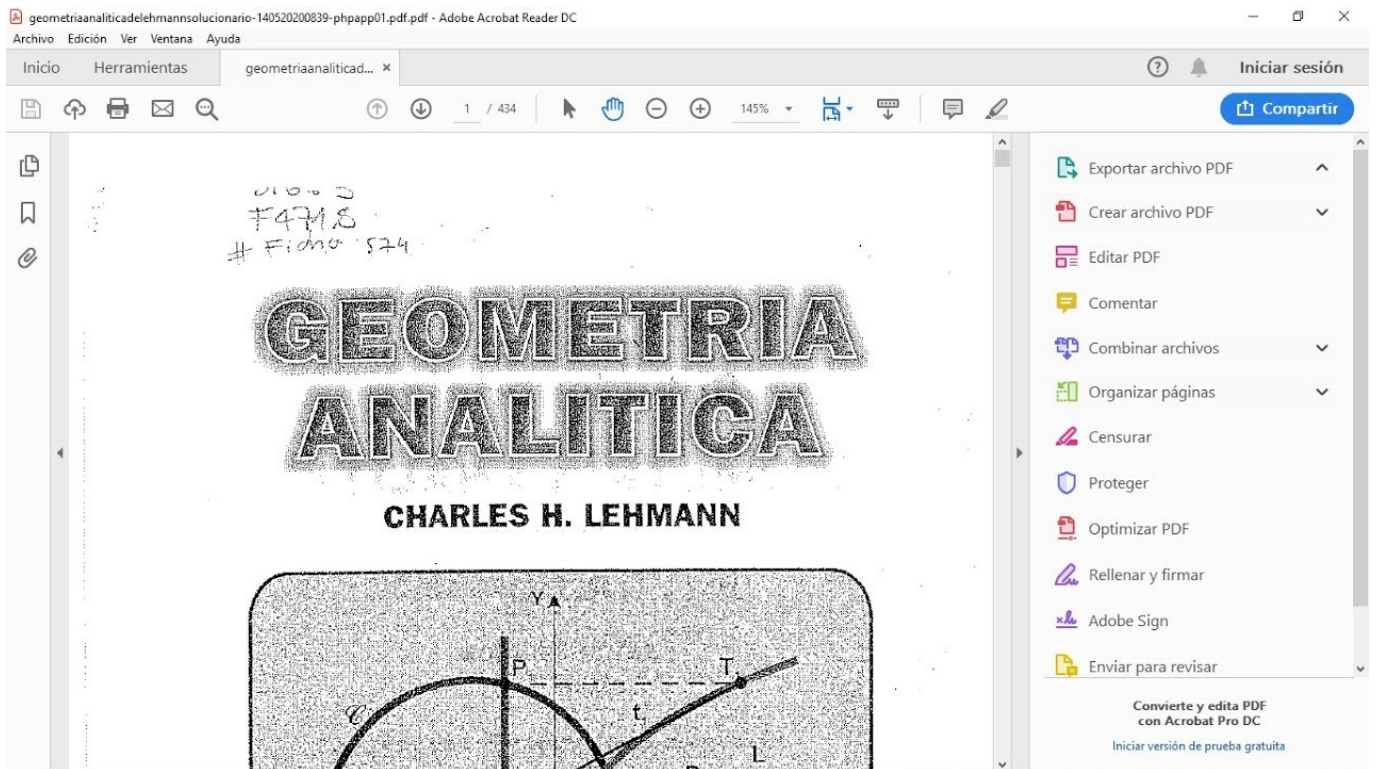 geometriaanaliticadelehmannsolucionario-140520200839-phpapp01.pdf.pdf - Adobe Acrobat Reader DC
Archivo Edición Ver Ventana Ayuda
Inicio Herramientas geometriaanaliticad... × Iniciar sesión
1 / 434 145% Compartir
Exportar archivo PDF
Crear archivo PDF
Editar PDF
Comentar
Combinar archivos
Organizar páginas
Censurar
Proteger
Optimizar PDF
Rellenar y firmar
Adobe Sign
Enviar para revisar
Convierte y edita PDF
con Acrobat Pro DC
Iniciar versión de prueba gratuita
F471.S
# Ficha 574
GEOMETRIA
ANALITICA
CHARLES H. LEHMANN
Y
P T
C
t
L